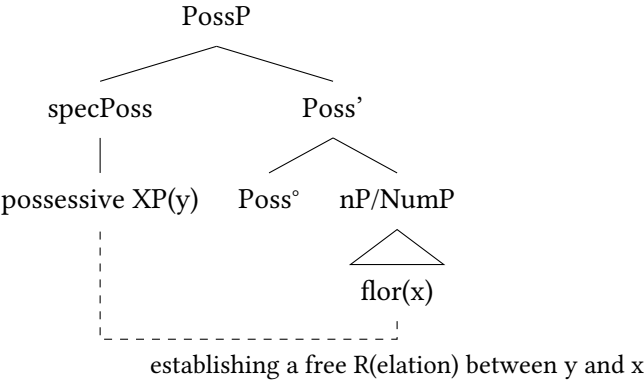 PossP
specPoss Poss’
possessive XP(y) Poss° nP/NumP
flor(x)
establishing a free R(elation) between y and x